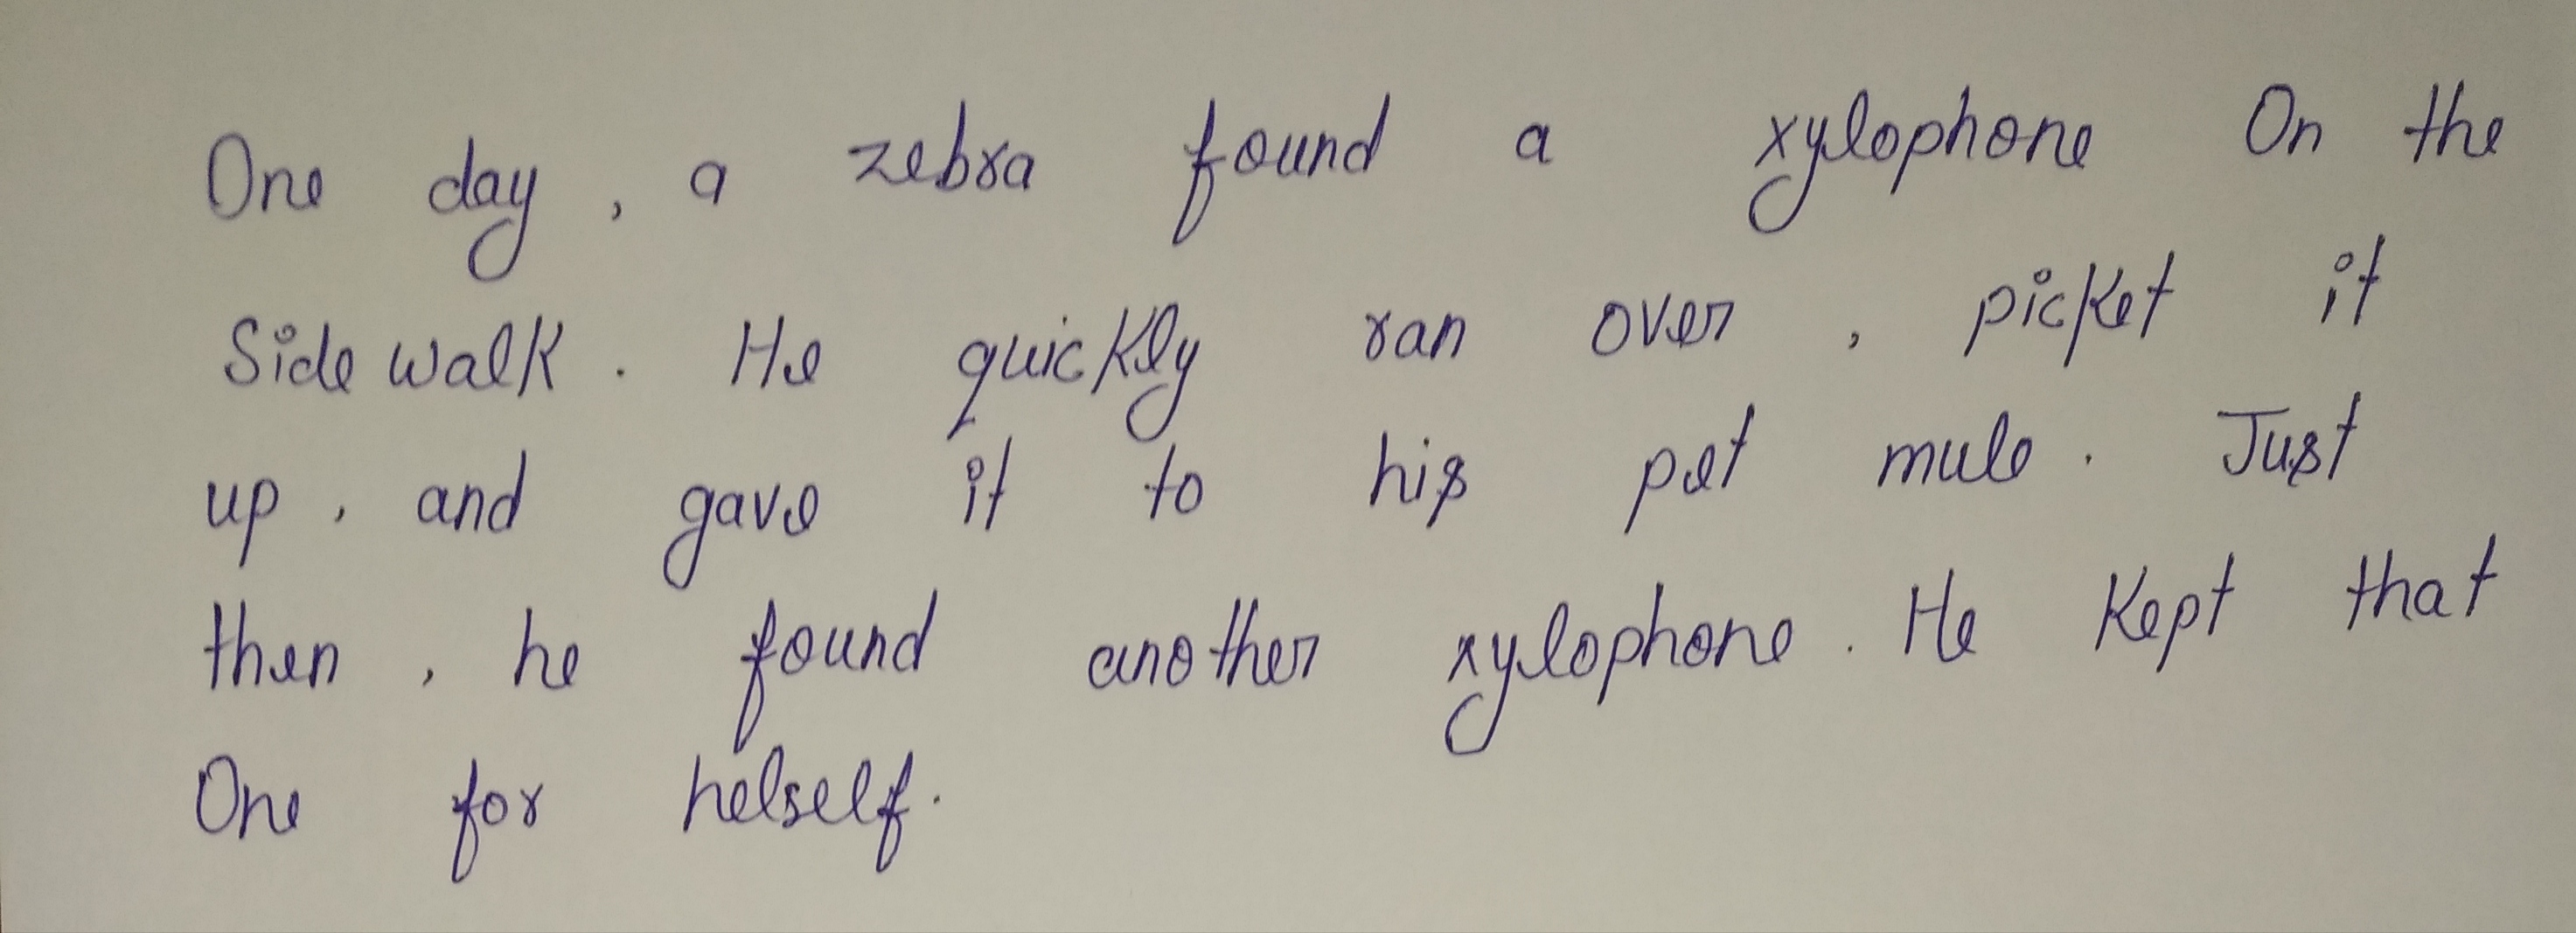 One day, a zebra found a xylophone On the
Side walk. He quickly ran over, picket it
up, and gave it to his pet mule. Just
then, he found another xylophone. He Kept that
One for helself.